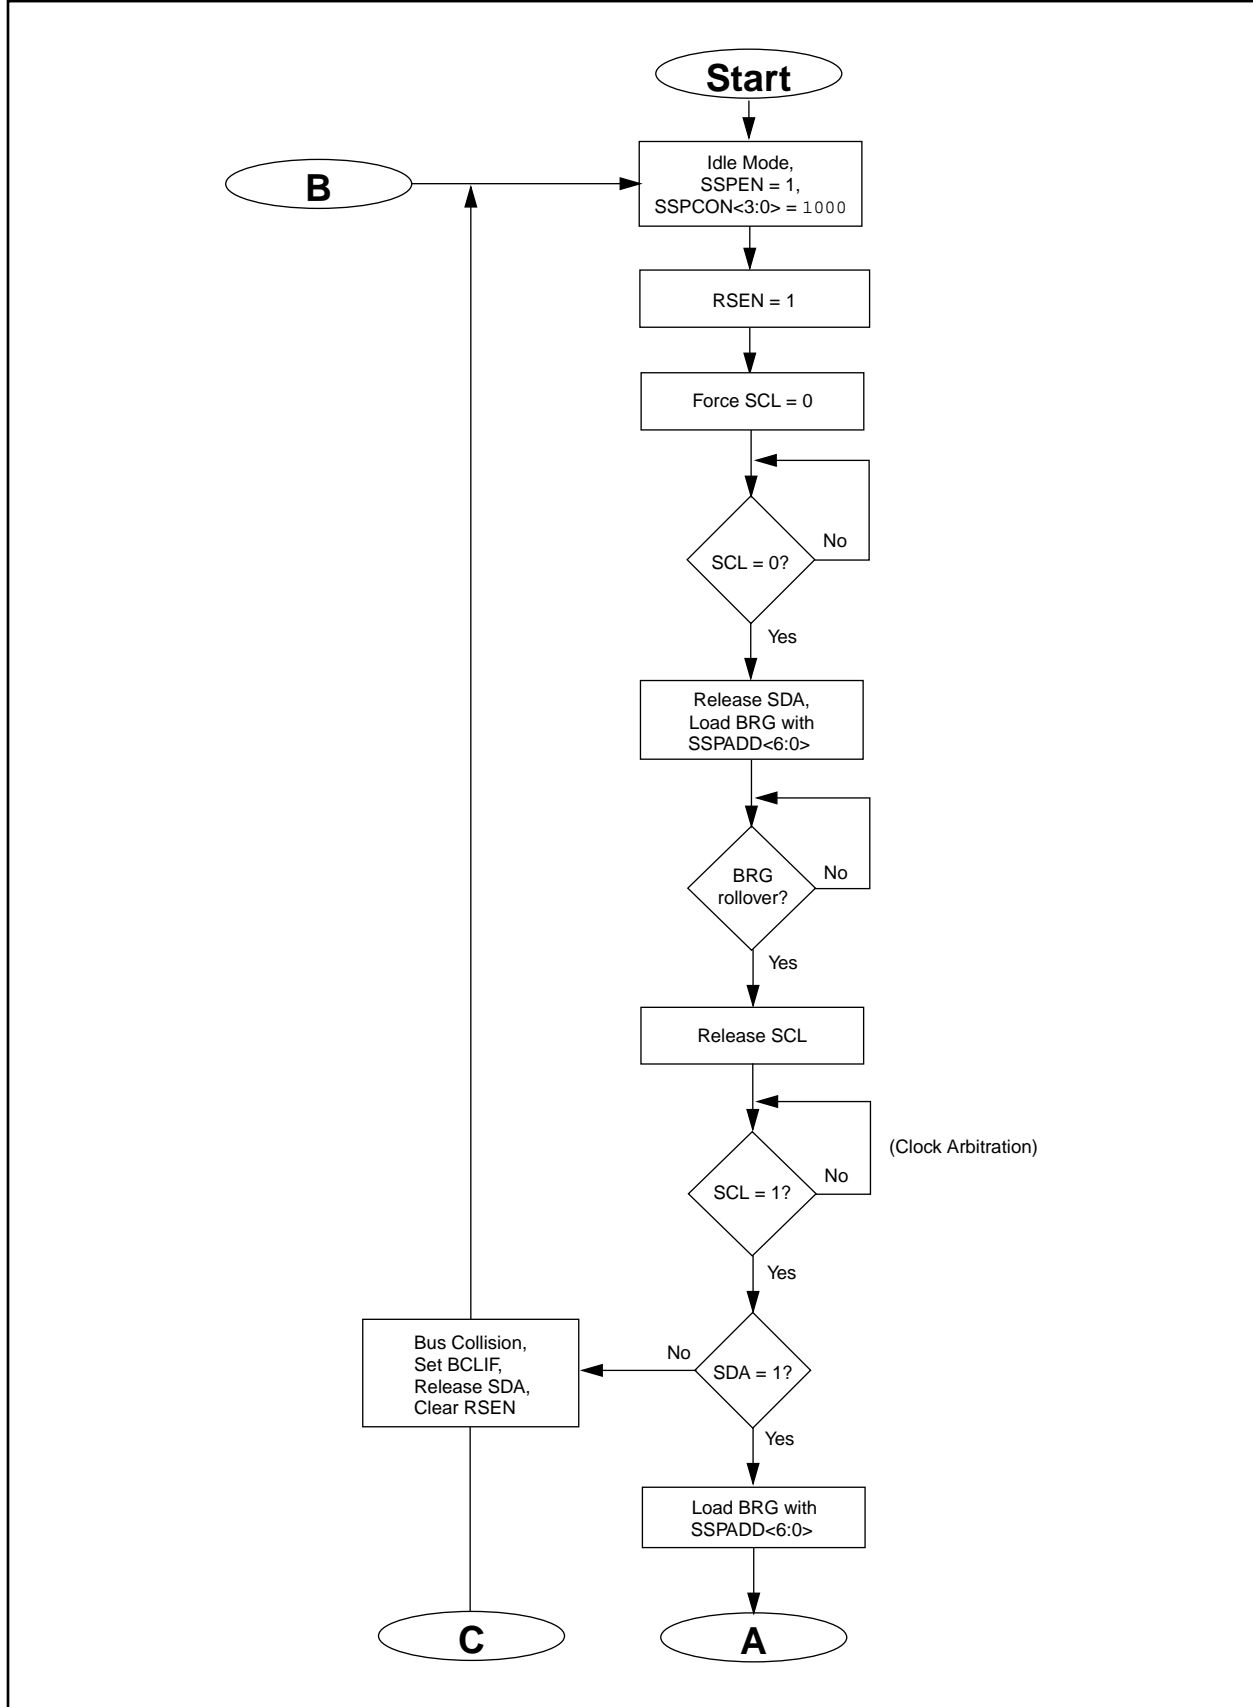 Start
B
Idle Mode,
SSPEN = 1,
SSPCON<3:0> = 1000
RSEN = 1
Force SCL = 0
SCL = 0?
No
Yes
Release SDA,
Load BRG with
SSPADD<6:0>
BRG
rollover?
No
Yes
Release SCL
(Clock Arbitration)
SCL = 1?
No
Yes
Bus Collision,
Set BCLIF,
Release SDA,
Clear RSEN
No
SDA = 1?
Yes
Load BRG with
SSPADD<6:0>
C
A